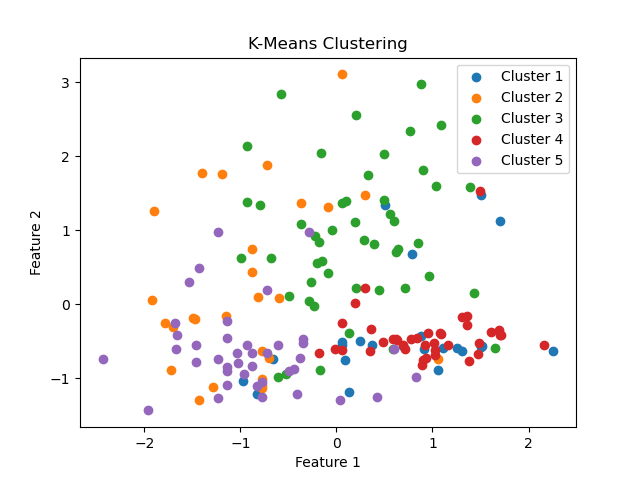 K-Means Clustering
Cluster 1
Cluster 2
Cluster 3
Cluster 4
Cluster 5
3
2
1
0
−1
Feature 2
−2
−1
0
1
2
Feature 1